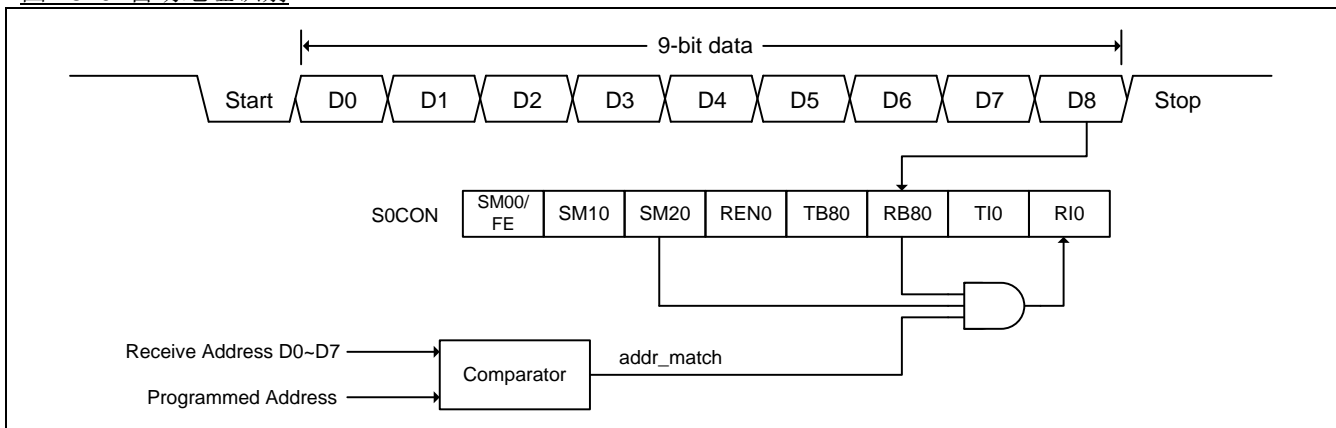 9-bit data
Start D0 D1 D2 D3 D4 D5 D6 D7 D8 Stop
S0CON SM00/FE SM10 SM20 REN0 TB80 RB80 TI0 RI0
Receive Address D0~D7
addr_match
Comparator
Programmed Address